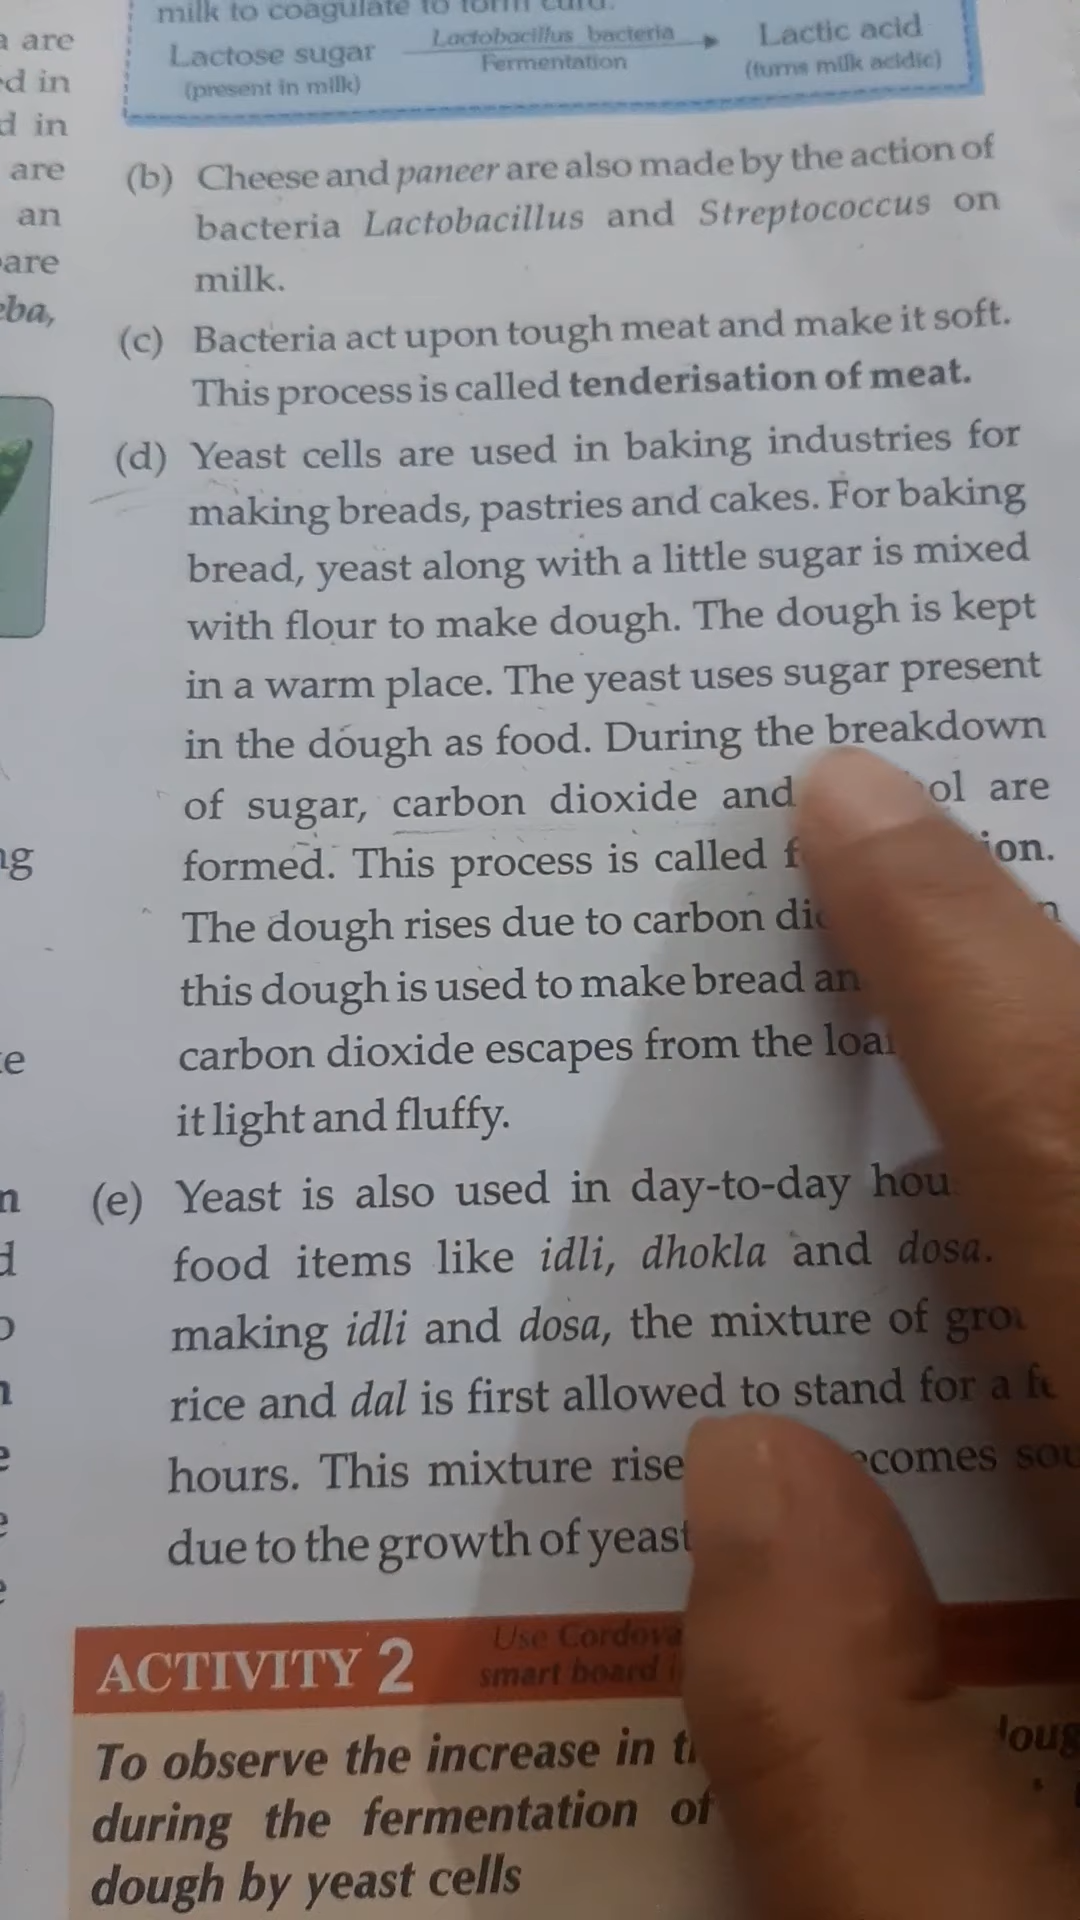 a are
ed in
d in
are
an
are
eba,
milk to coagulate to form curd.
Lactose sugar Lactobacillus bacteria Lactic acid
(present in milk) Fermentation (turns milk acidic)
(b) Cheese and paneer are also made by the action of
bacteria Lactobacillus and Streptococcus on
milk.
(c) Bacteria act upon tough meat and make it soft.
This process is called tenderisation of meat.
(d) Yeast cells are used in baking industries for
making breads, pastries and cakes. For baking
bread, yeast along with a little sugar is mixed
with flour to make dough. The dough is kept
in a warm place. The yeast uses sugar present
in the dough as food. During the breakdown
of sugar, carbon dioxide and ol are
formed. This process is called f ion.
The dough rises due to carbon di
this dough is used to make bread an
carbon dioxide escapes from the loa
it light and fluffy.
(e) Yeast is also used in day-to-day hou
food items like idli, dhokla and dosa.
making idli and dosa, the mixture of gro
rice and dal is first allowed to stand for a fe
hours. This mixture rise ecomes sou
due to the growth of yeast
ACTIVITY 2 Use Cordova
smart board
To observe the increase in t doug
during the fermentation of
dough by yeast cells